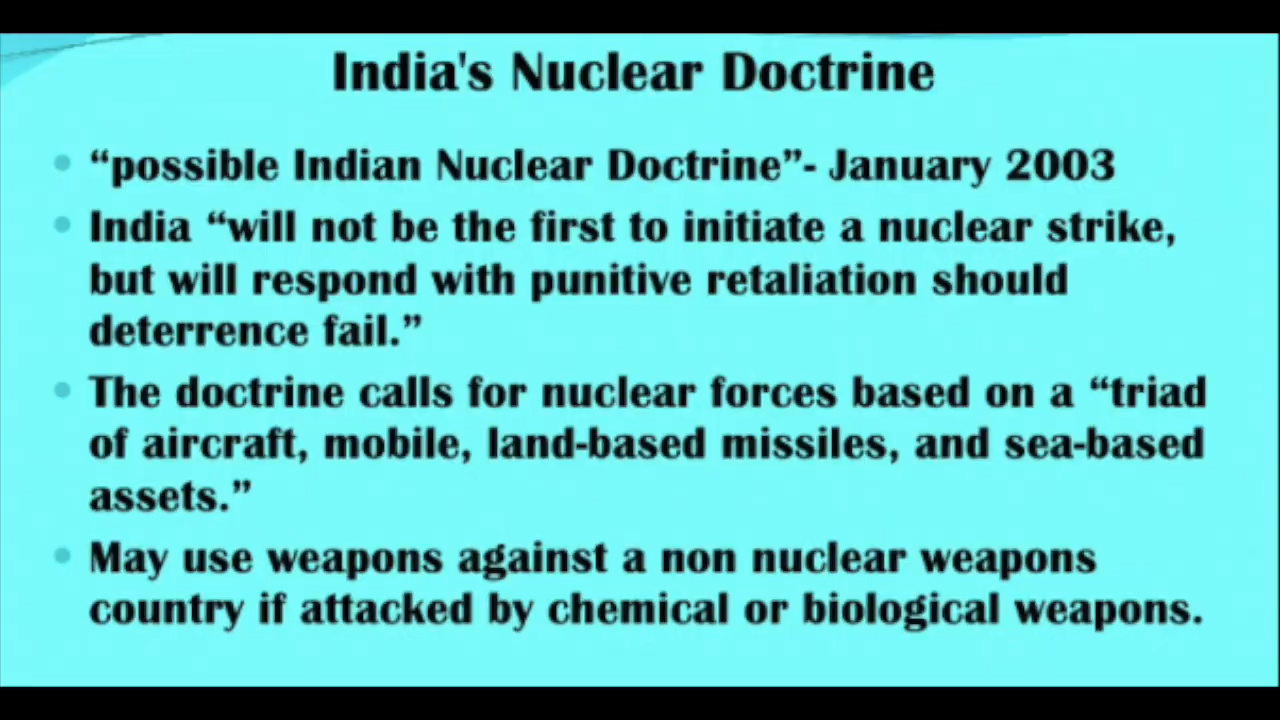 India's Nuclear Doctrine
• “possible Indian Nuclear Doctrine”- January 2003
• India “will not be the first to initiate a nuclear strike,
but will respond with punitive retaliation should
deterrence fail.”
• The doctrine calls for nuclear forces based on a “triad
of aircraft, mobile, land-based missiles, and sea-based
assets.”
• May use weapons against a non nuclear weapons
country if attacked by chemical or biological weapons.